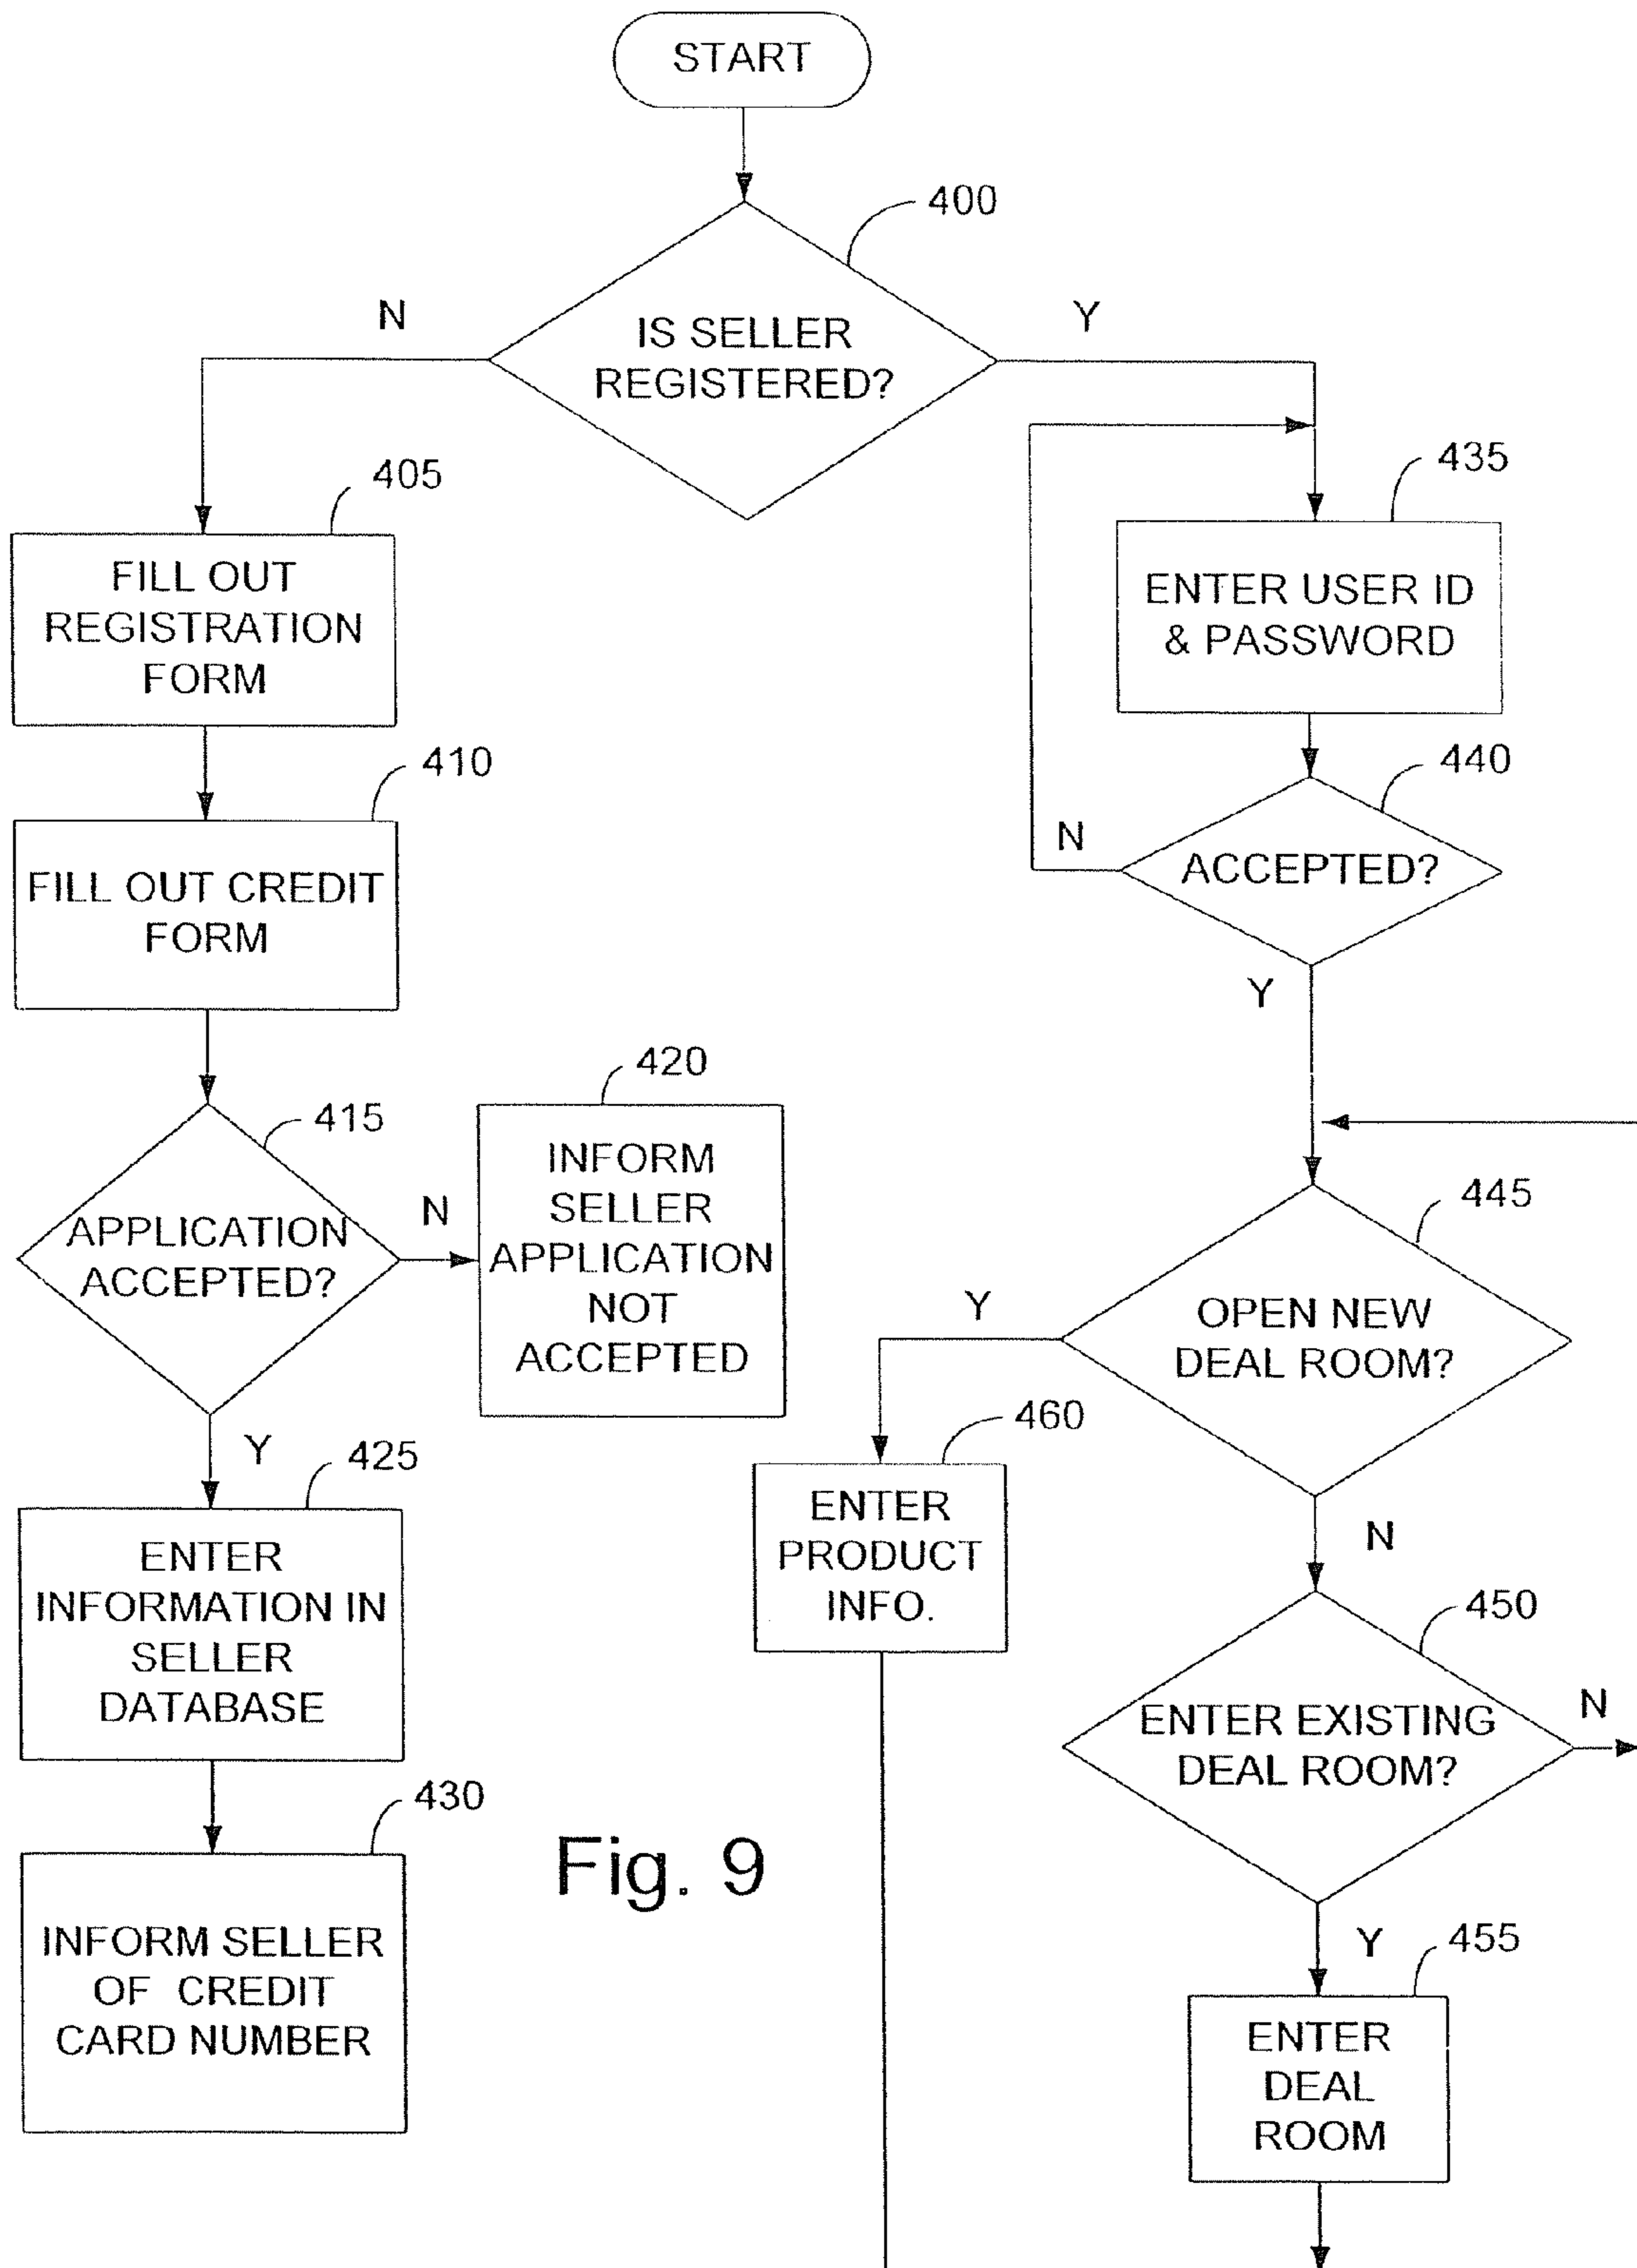 START
400
N
IS SELLER
REGISTERED?
Y
405
FILL OUT
REGISTRATION
FORM
410
FILL OUT CREDIT
FORM
415
APPLICATION
ACCEPTED?
N
420
INFORM
SELLER
APPLICATION
NOT
ACCEPTED
Y
425
ENTER
INFORMATION IN
SELLER
DATABASE
430
INFORM SELLER
OF CREDIT
CARD NUMBER
435
ENTER USER ID
& PASSWORD
440
N
ACCEPTED?
Y
445
Y
OPEN NEW
DEAL ROOM?
460
ENTER
PRODUCT
INFO.
N
450
ENTER EXISTING
DEAL ROOM?
N
Y
455
ENTER
DEAL
ROOM
Fig. 9